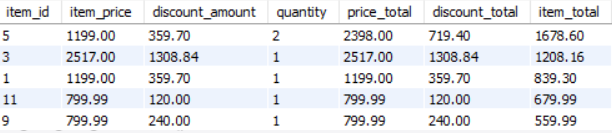 item_id item_price discount_amount quantity price_total discount_total item_total
5 1199.00 359.70 2 2398.00 719.40 1678.60
3 2517.00 1308.84 1 2517.00 1308.84 1208.16
1 1199.00 359.70 1 1199.00 359.70 839.30
11 799.99 120.00 1 799.99 120.00 679.99
9 799.99 240.00 1 799.99 240.00 559.99